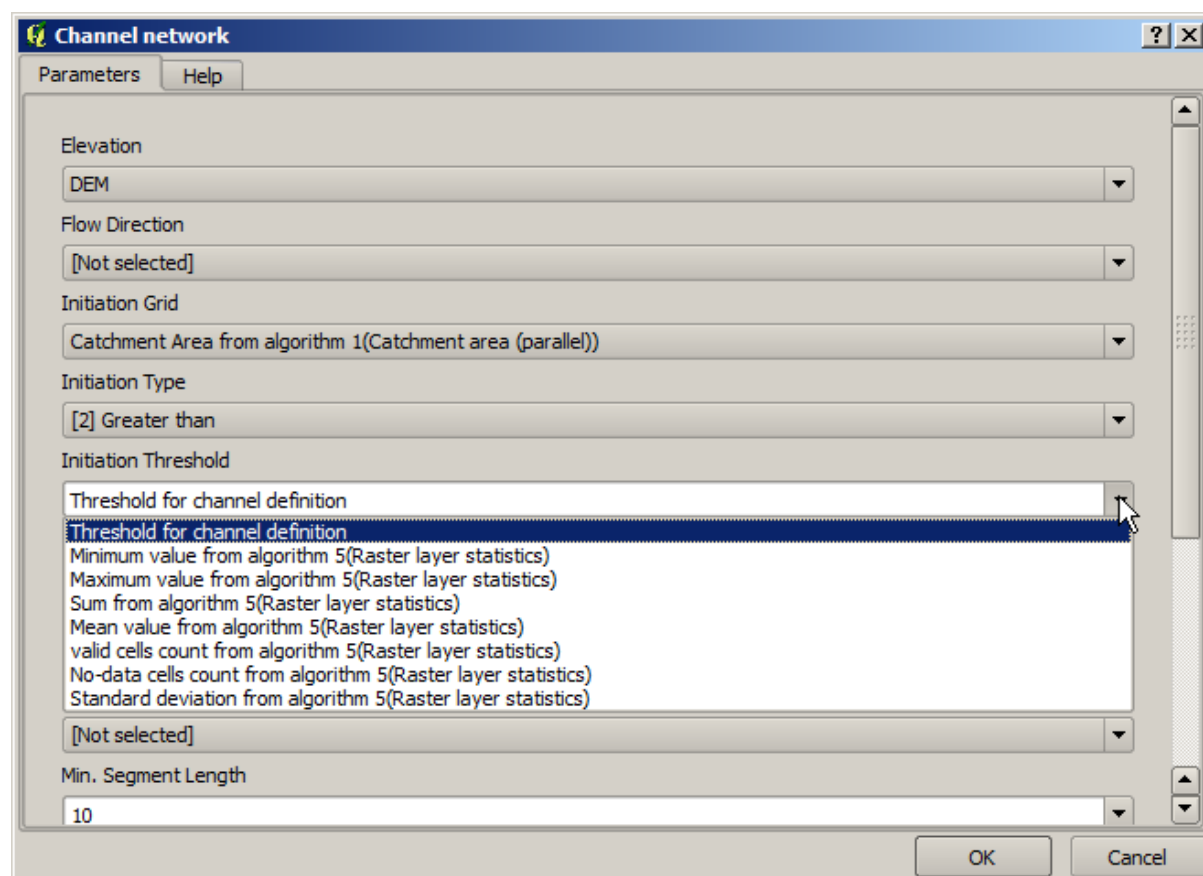 Channel network
Parameters Help
Elevation
DEM
Flow Direction
[Not selected]
Initiation Grid
Catchment Area from algorithm 1(Catchment area (parallel))
Initiation Type
[2] Greater than
Initiation Threshold
Threshold for channel definition
Threshold for channel definition
Minimum value from algorithm 5(Raster layer statistics)
Maximum value from algorithm 5(Raster layer statistics)
Sum from algorithm 5(Raster layer statistics)
Mean value from algorithm 5(Raster layer statistics)
valid cells count from algorithm 5(Raster layer statistics)
No-data cells count from algorithm 5(Raster layer statistics)
Standard deviation from algorithm 5(Raster layer statistics)
[Not selected]
Min. Segment Length
10
OK Cancel